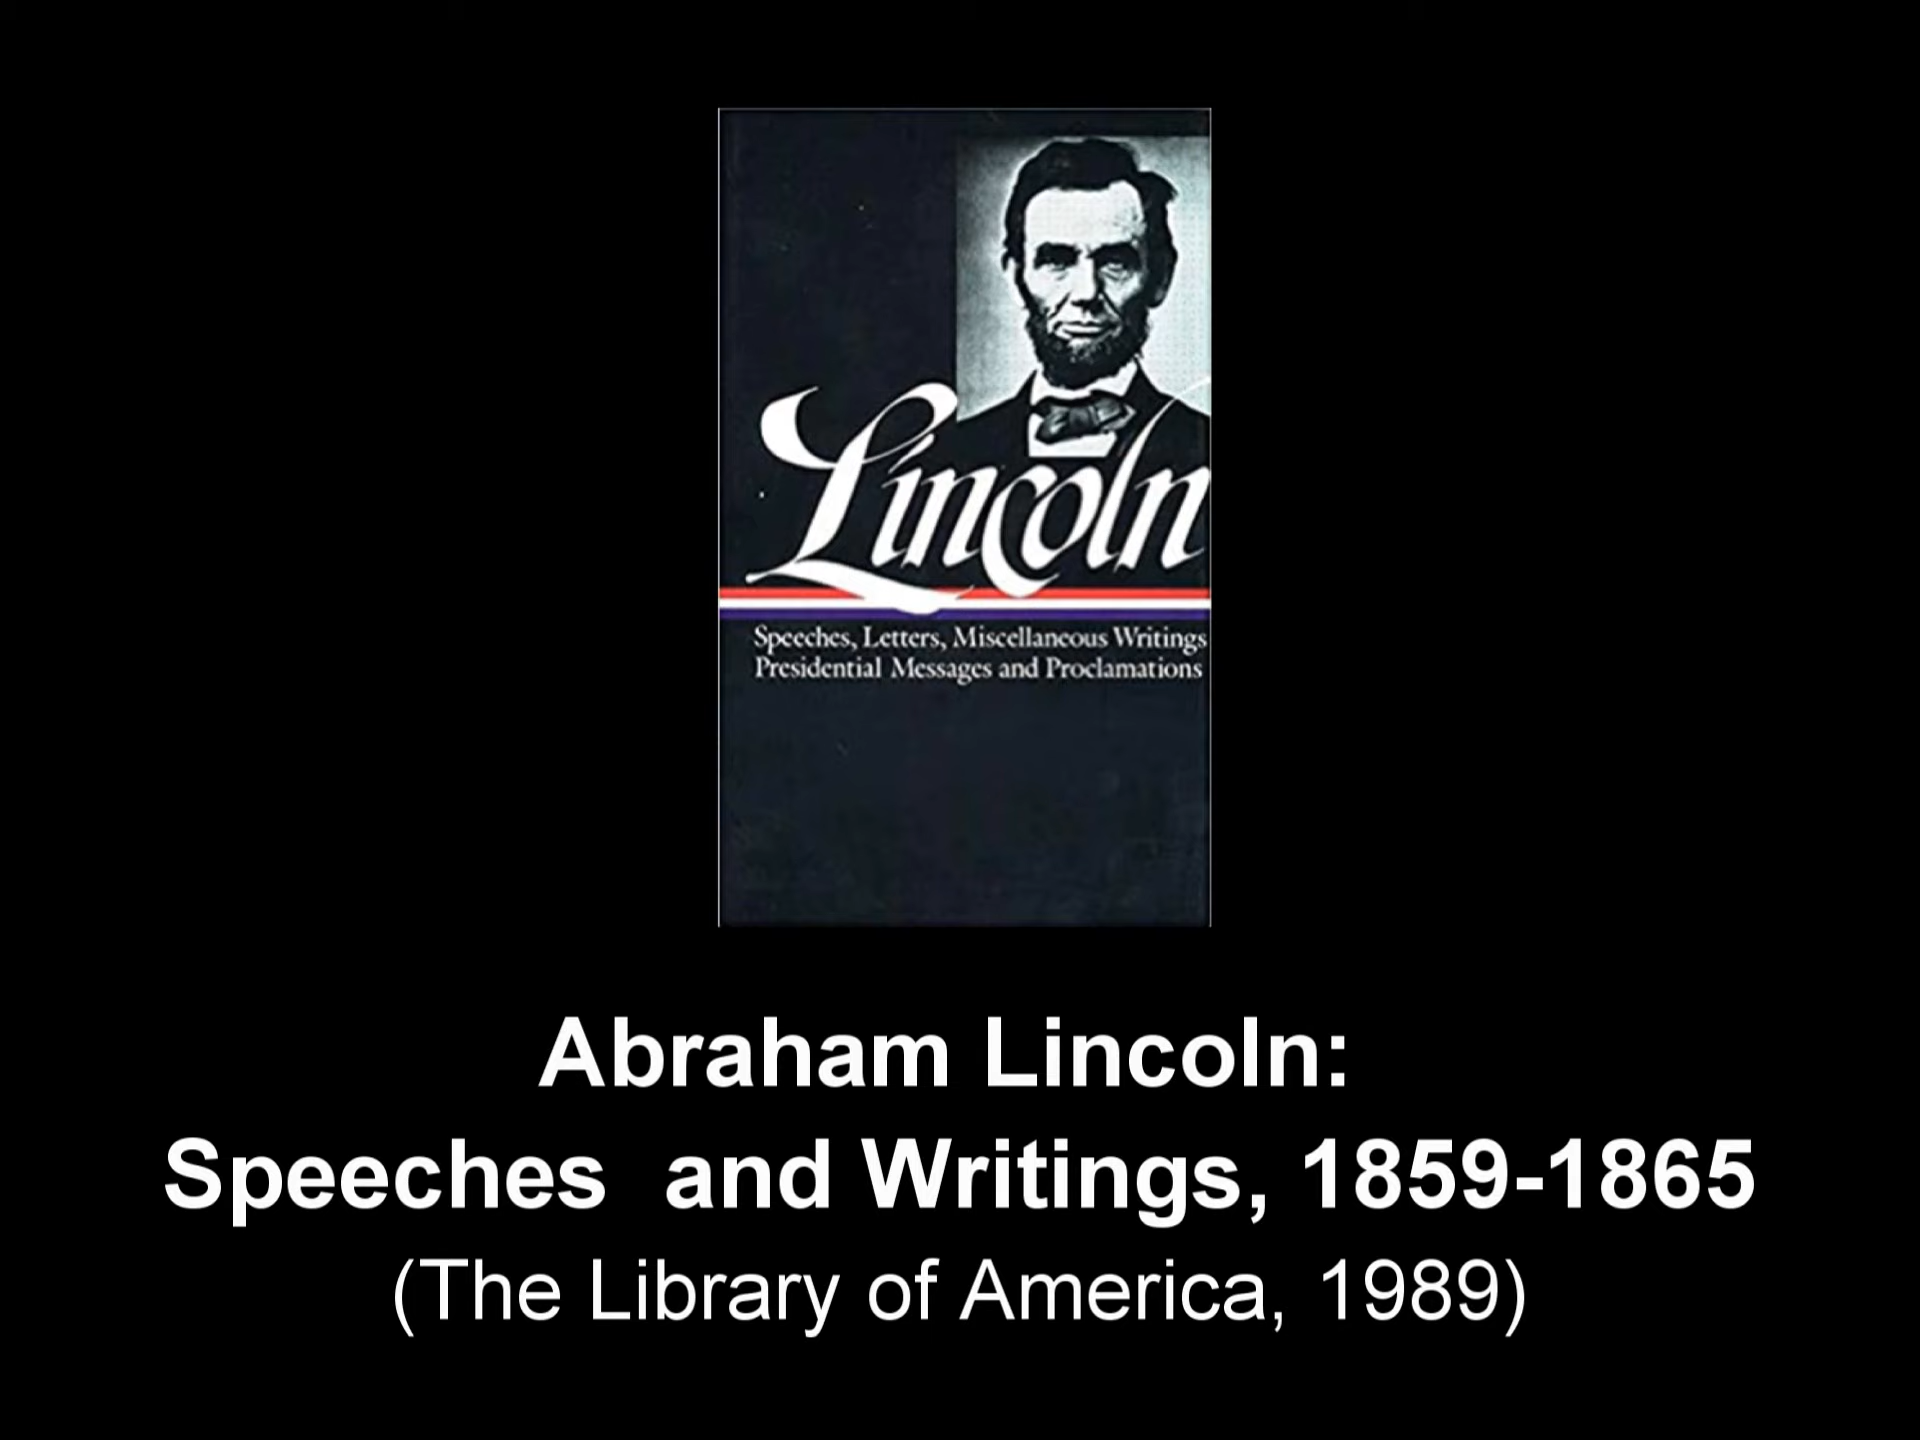 Lincoln
Speeches, Letters, Miscellaneous Writings
Presidential Messages and Proclamations
Abraham Lincoln:
Speeches and Writings, 1859-1865
(The Library of America, 1989)